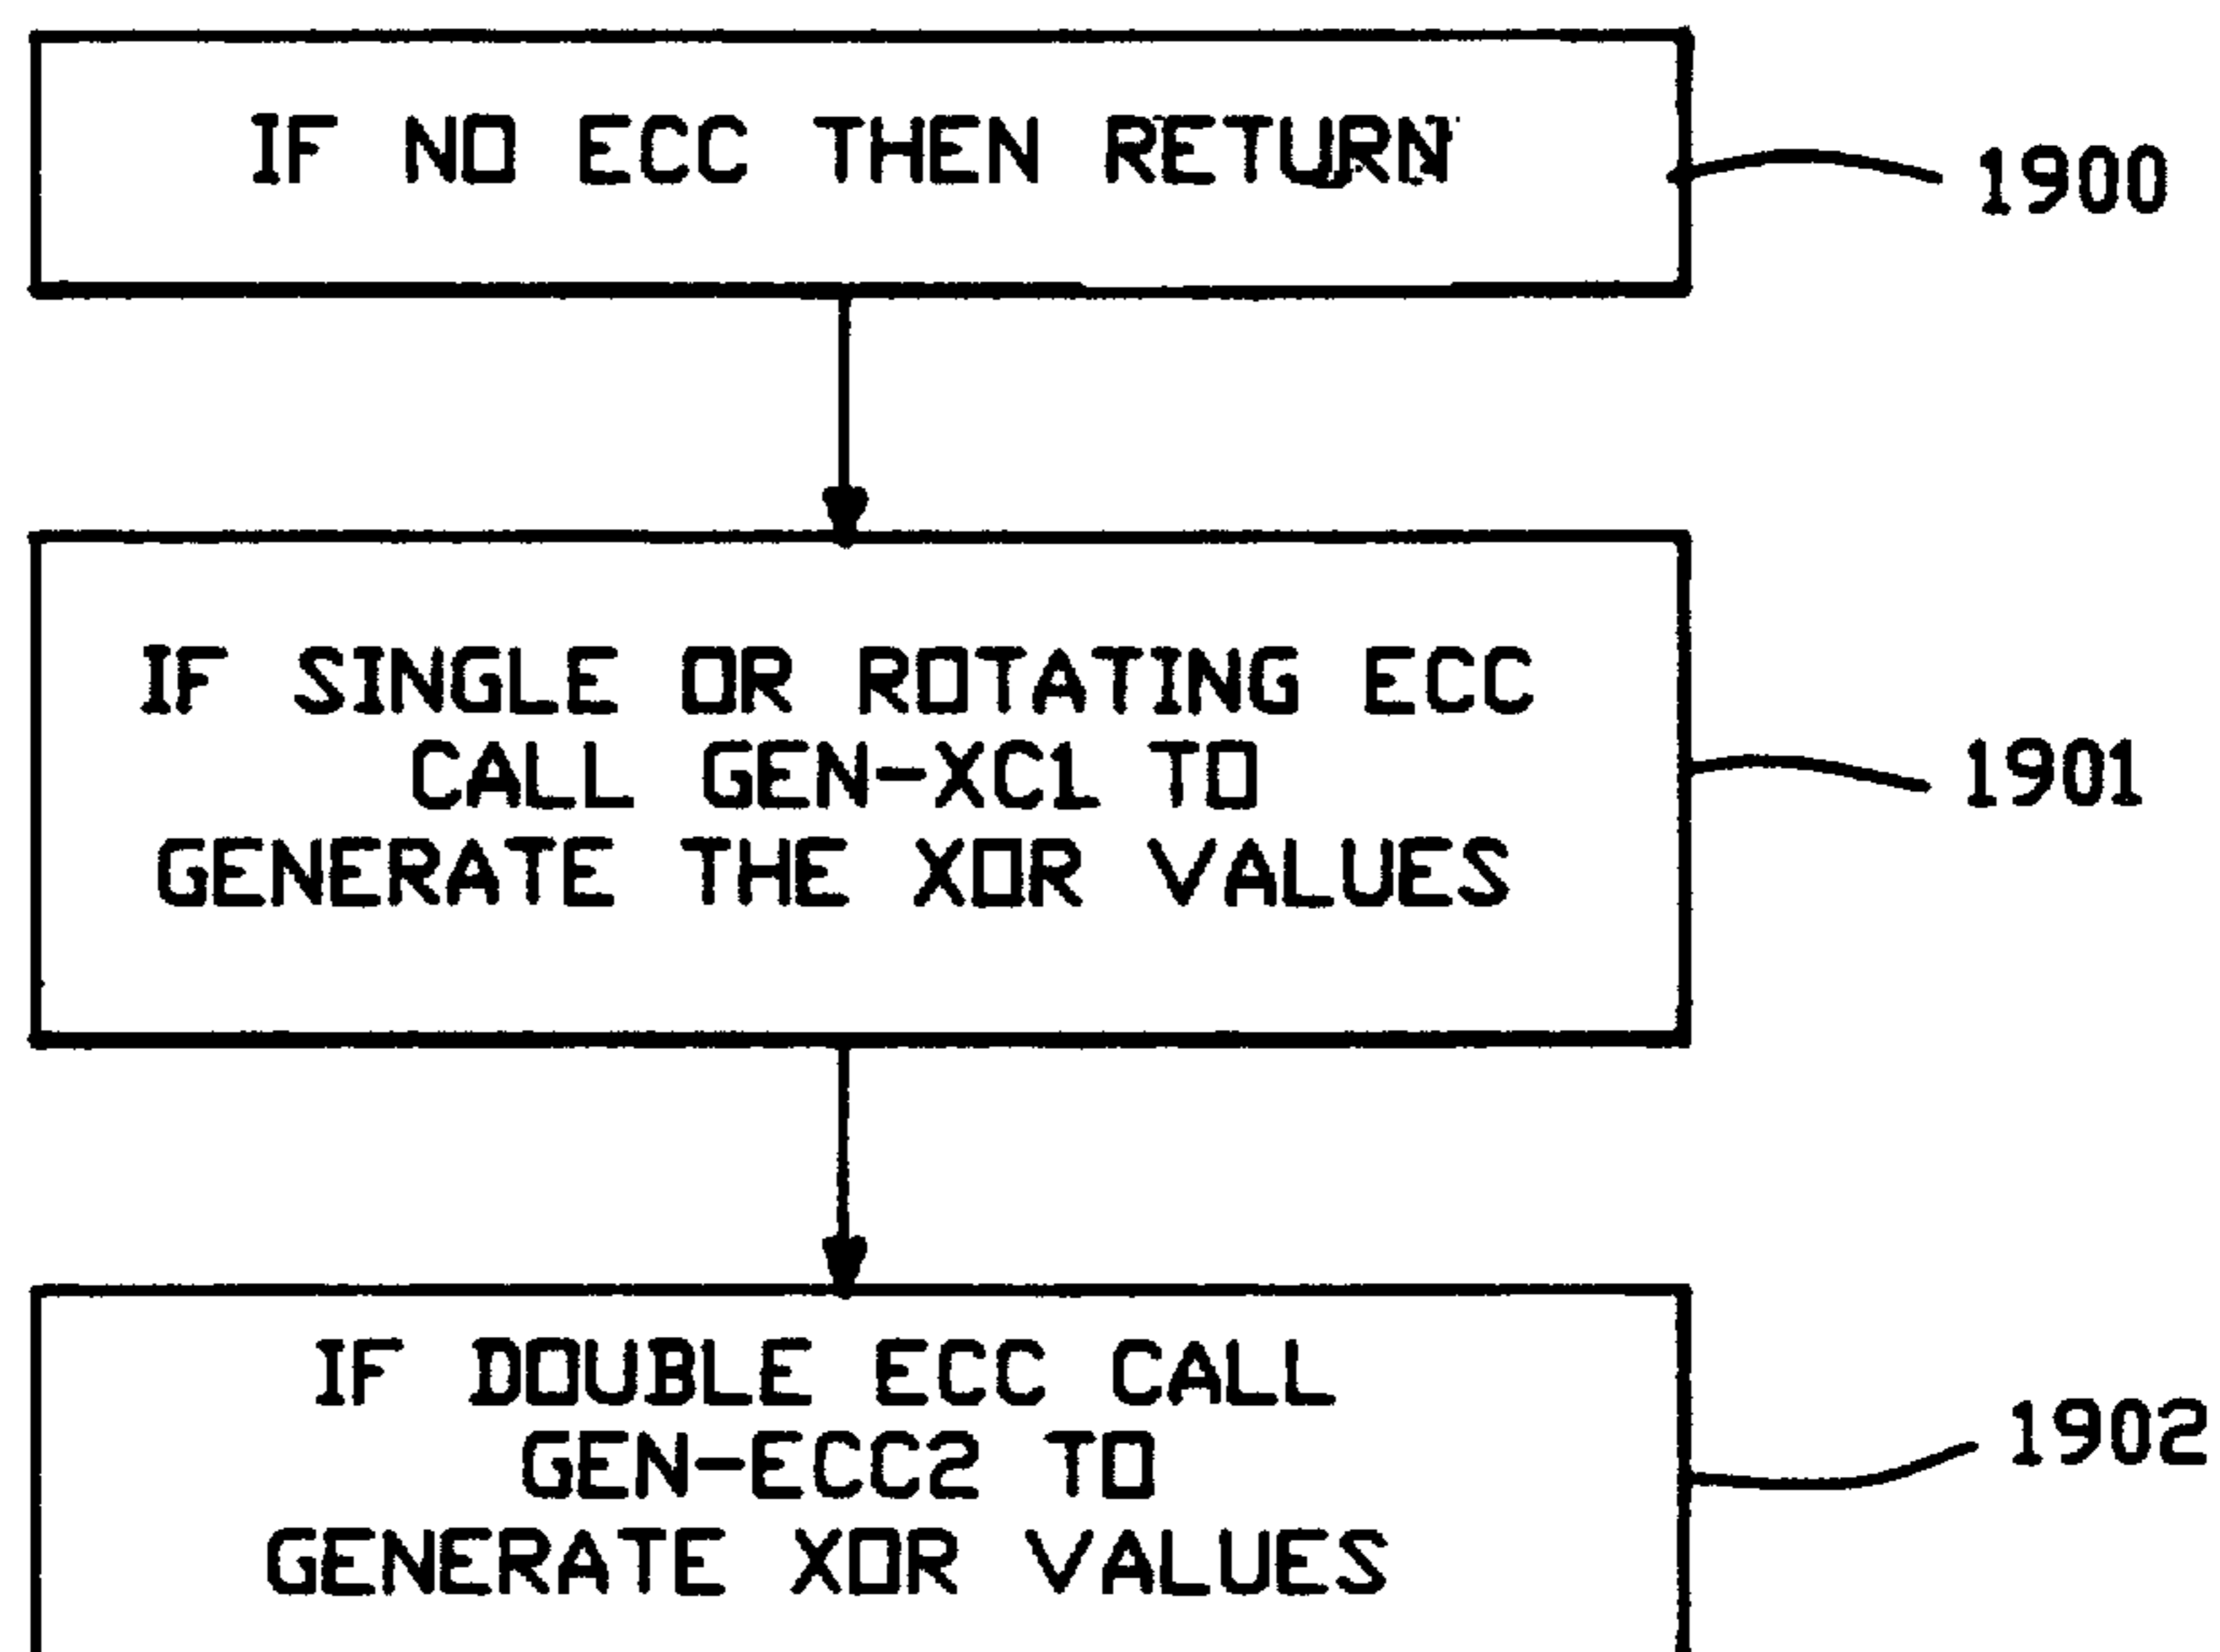 IF NO ECC THEN RETURN
1900
IF SINGLE OR ROTATING ECC
CALL GEN-XC1 TO
GENERATE THE XOR VALUES
1901
IF DOUBLE ECC CALL
GEN-ECC2 TO
GENERATE XOR VALUES
1902